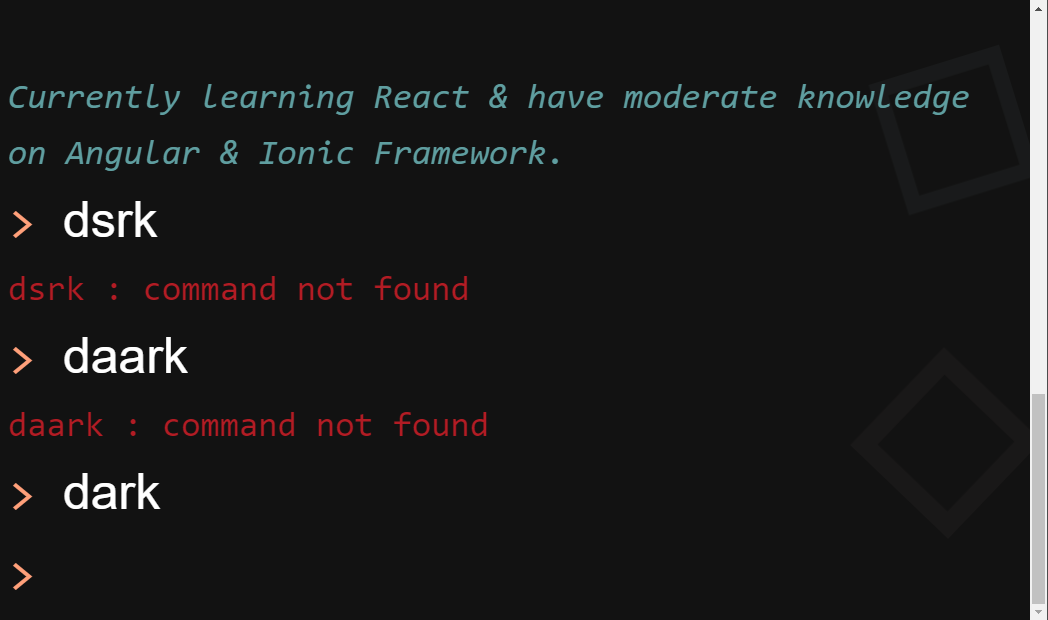 Currently learning React & have moderate knowledge
on Angular & Ionic Framework.
> dsrk
dsrk : command not found
> daark
daark : command not found
> dark
>